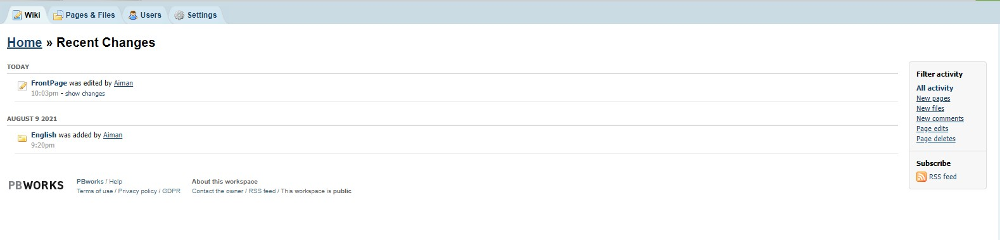 Wiki Pages & Files Users Settings
Home » Recent Changes
TODAY
FrontPage was edited by Aiman
10:03pm - show changes
AUGUST 9 2021
English was added by Aiman
9:20pm
Filter activity
All activity
New pages
New files
New comments
Page edits
Page deletes
Subscribe
RSS feed
PBWORKS
PBworks / Help
Terms of use / Privacy policy / GDPR
About this workspace
Contact the owner / RSS feed / This workspace is public